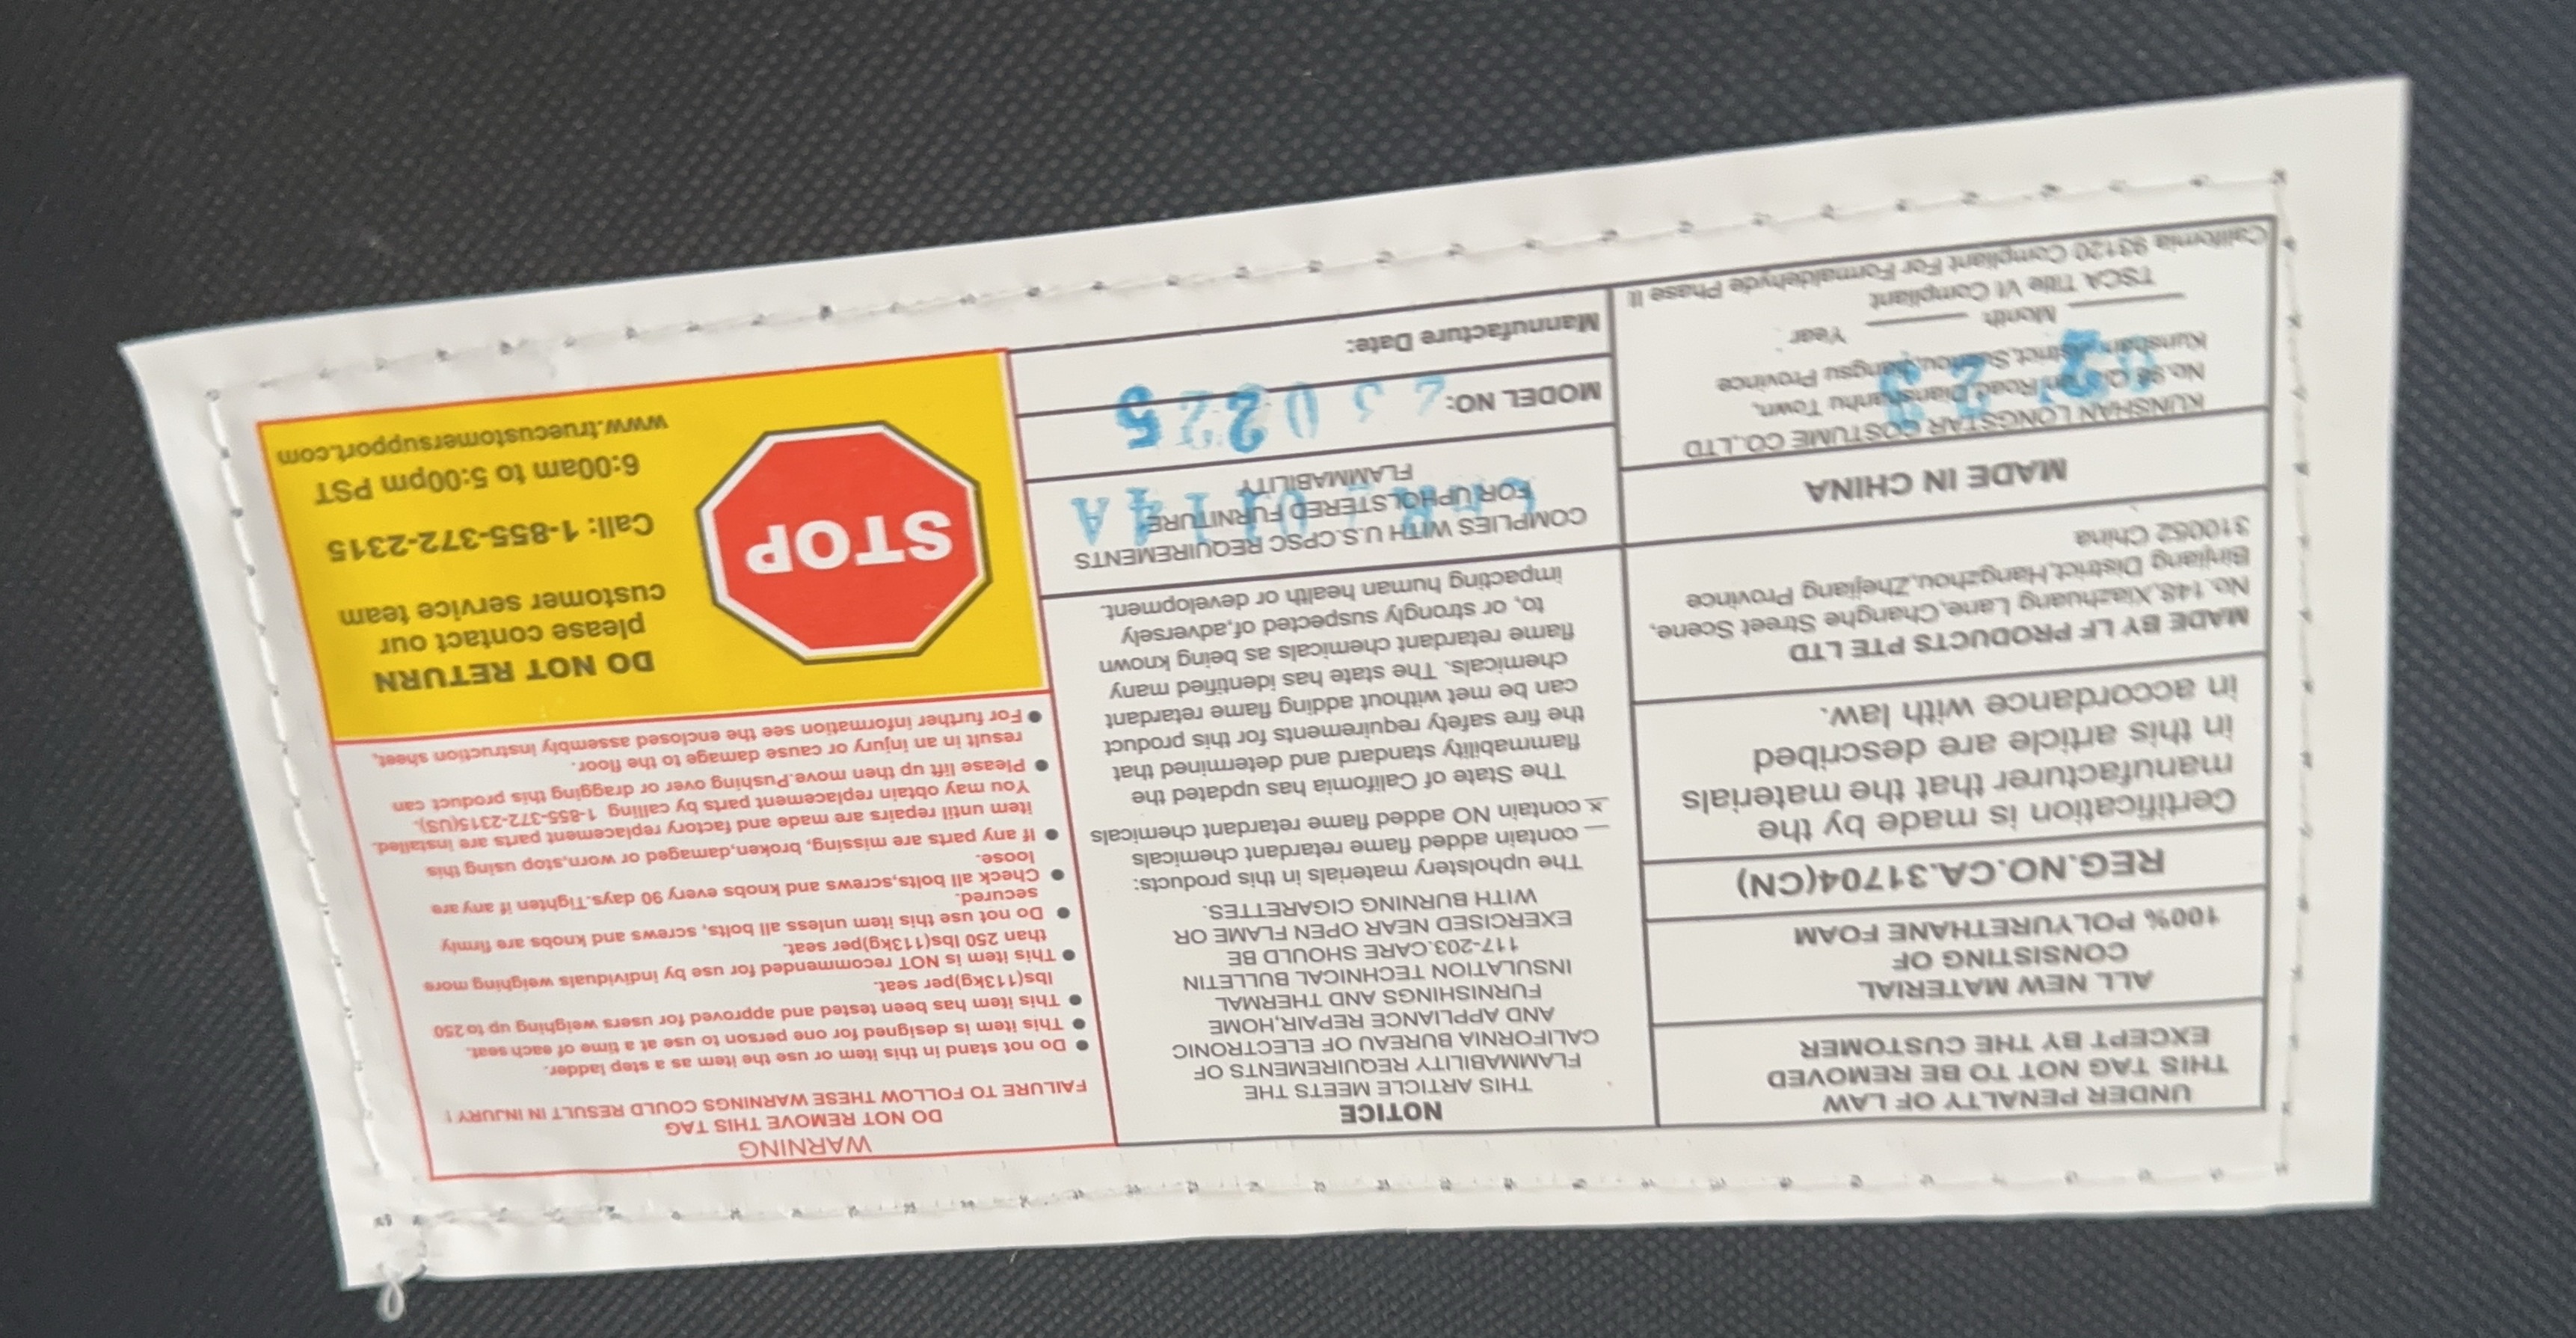 UNDER PENALTY OF LAW
THIS TAG NOT TO BE REMOVED
EXCEPT BY THE CUSTOMER
ALL NEW MATERIAL
CONSISTING OF
100% POLYURETHANE FOAM
REG.NO.CA.31704(CN)
Certification is made by the
manufacturer that the materials
in this article are described
in accordance with law.
MADE BY LF PRODUCTS PTE LTD
No.148,Xiazhuang Lane,Changhe Street Scene,
Binjiang District,Hangzhou,Zhejiang Province
310052 China
MADE IN CHINA
KUNSHAN LONGSTAR COSTUME CO.,LTD
No.98 Road,Dianshanhu Town,
Kunshan District,Suzhou,Jiangsu Province
Month Year
TSCA Title VI Compliant
California 93120 Compliant For Formaldehyde Phase II
NOTICE
THIS ARTICLE MEETS THE
FLAMMABILITY REQUIREMENTS OF
CALIFORNIA BUREAU OF ELECTRONIC
AND APPLIANCE REPAIR,HOME
FURNISHINGS AND THERMAL
INSULATION TECHNICAL BULLETIN
117-203.CARE SHOULD BE
EXERCISED NEAR OPEN FLAME OR
WITH BURNING CIGARETTES.
The upholstery materials in this products:
__ contain added flame retardant chemicals
x contain NO added flame retardant chemicals
The State of California has updated the
flammability standard and determined that
the fire safety requirements for this product
can be met without adding flame retardant
chemicals. The state has identified many
flame retardant chemicals as being known
to, or strongly suspected of,adversely
impacting human health or development.
COMPLIES WITH U.S.CPSC REQUIREMENTS
FOR UPHOLSTERED FURNITURE
FLAMMABILITY
MODEL NO:
Mannufacture Date:
WARNING
DO NOT REMOVE THIS TAG
FAILURE TO FOLLOW THESE WARNINGS COULD RESULT IN INJURY !
● Do not stand in this item or use the item as a step ladder.
● This item is designed for one person to use at a time of each seat.
● This item has been tested and approved for users weighing up to 250
lbs(113kg)per seat.
● This item is NOT recommended for use by individuals weighing more
than 250 lbs(113kg)per seat.
● Do not use this item unless all bolts, screws and knobs are firmly
secured.
● Check all bolts,screws and knobs every 90 days.Tighten if any are
loose.
● If any parts are missing, broken,damaged or worn,stop using this
item until repairs are made and factory replacement parts are installed.
You may obtain replacement parts by calling 1-855-372-2315(US).
● Please lift up then move.Pushing over or dragging this product can
result in an injury or cause damage to the floor.
● For further information see the enclosed assembly instruction sheet,
STOP
DO NOT RETURN
please contact our
customer service team
Call: 1-855-372-2315
6:00am to 5:00pm PST
www.truecustomersupport.com